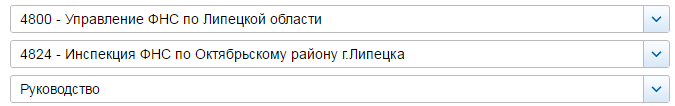 4800 - Управление ФНС по Липецкой области
4824 - Инспекция ФНС по Октябрьскому району г.Липецка
Руководство